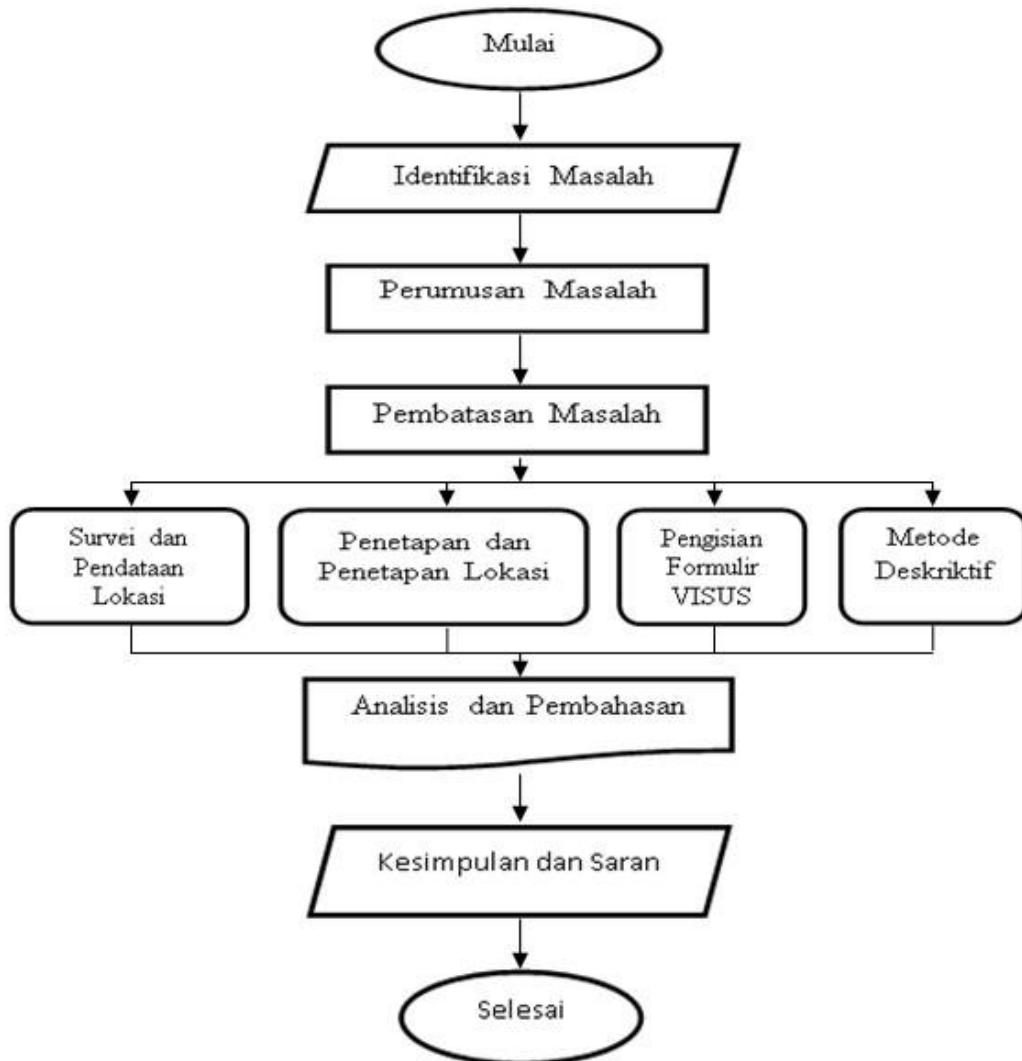 Mulai
Identifikasi Masalah
Perumusan Masalah
Pembatasan Masalah
Survei dan
Pendataan
Lokasi
Penetapan dan
Penetapan Lokasi
Pengisian
Formulir
VISUS
Metode
Deskriktif
Analisis dan Pembahasan
Kesimpulan dan Saran
Selesai